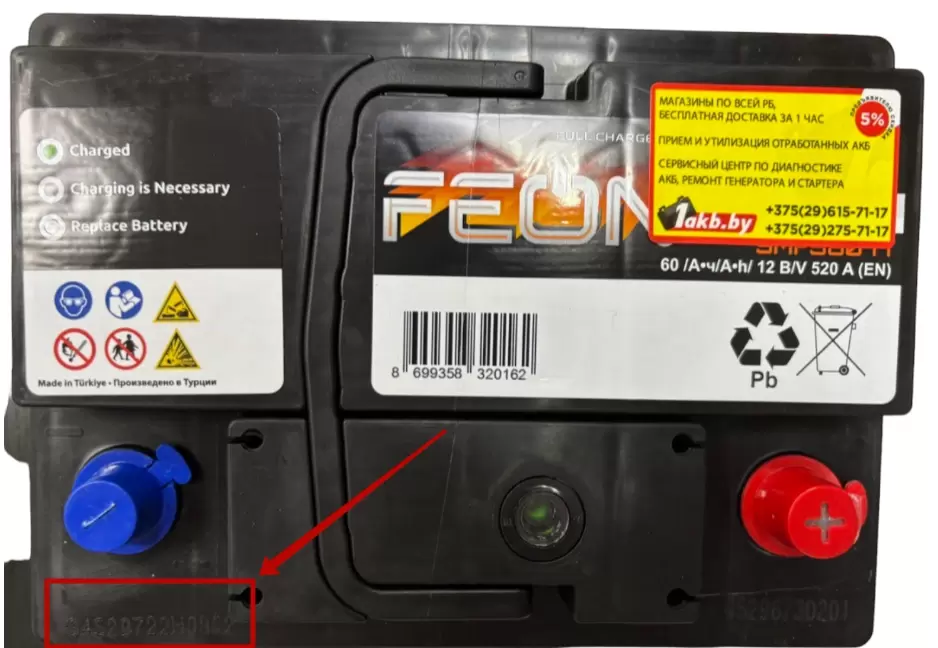 Charged
Charging is Necessary
Replace Battery
Made in Türkiye • Произведено в Турции
FULL CHARGE
FEON
60 /А•ч/A•h/ 12 В/V 520 A (EN)
8 699358 320162
Pb
МАГАЗИНЫ ПО ВСЕЙ РБ,
БЕСПЛАТНАЯ ДОСТАВКА ЗА 1 ЧАС
ПРИЕМ И УТИЛИЗАЦИЯ ОТРАБОТАННЫХ АКБ
СЕРВИСНЫЙ ЦЕНТР ПО ДИАГНОСТИКЕ
АКБ, РЕМОНТ ГЕНЕРАТОРА И СТАРТЕРА
5%
1akb.by
+375(29)615-71-17
+375(29)275-71-17